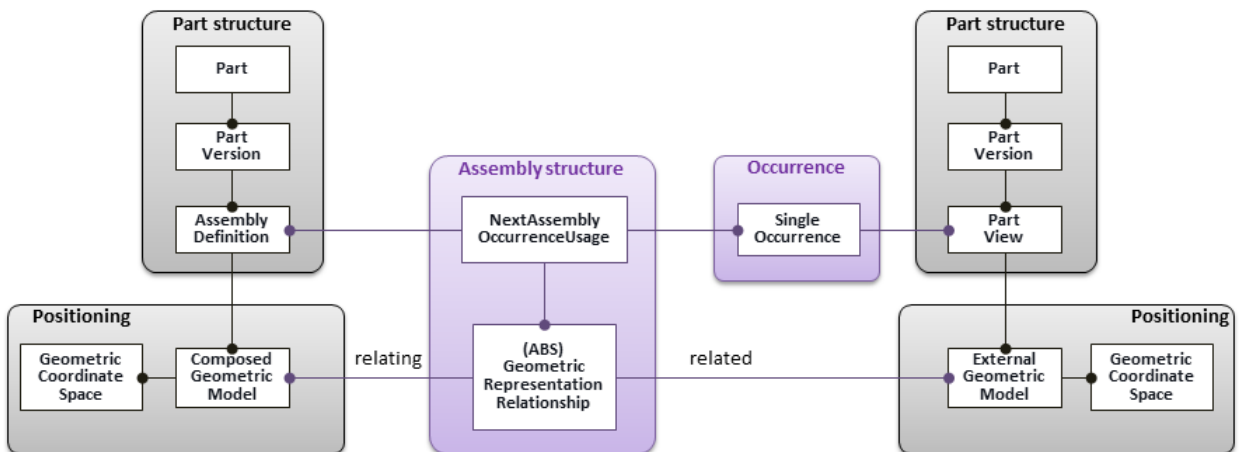 Part structure
Part
Part
Version
Assembly
Definition
Assembly structure
NextAssembly
OccurrenceUsage
Occurrence
Single
Occurrence
Part structure
Part
Part
Version
Part
View
Positioning
Geometric
Coordinate
Space
Composed
Geometric
Model
relating
(ABS)
Geometric
Representation
Relationship
related
Positioning
External
Geometric
Model
Geometric
Coordinate
Space